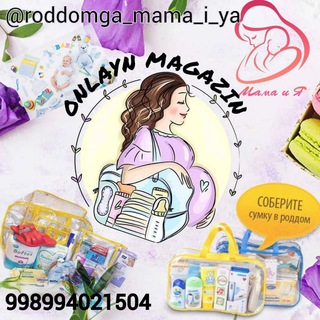 @roddomga_mama_i_ya
ONLAYN MAGAZIN
Мама и Я
СОБЕРИТЕ
сумку в роддом
998994021504